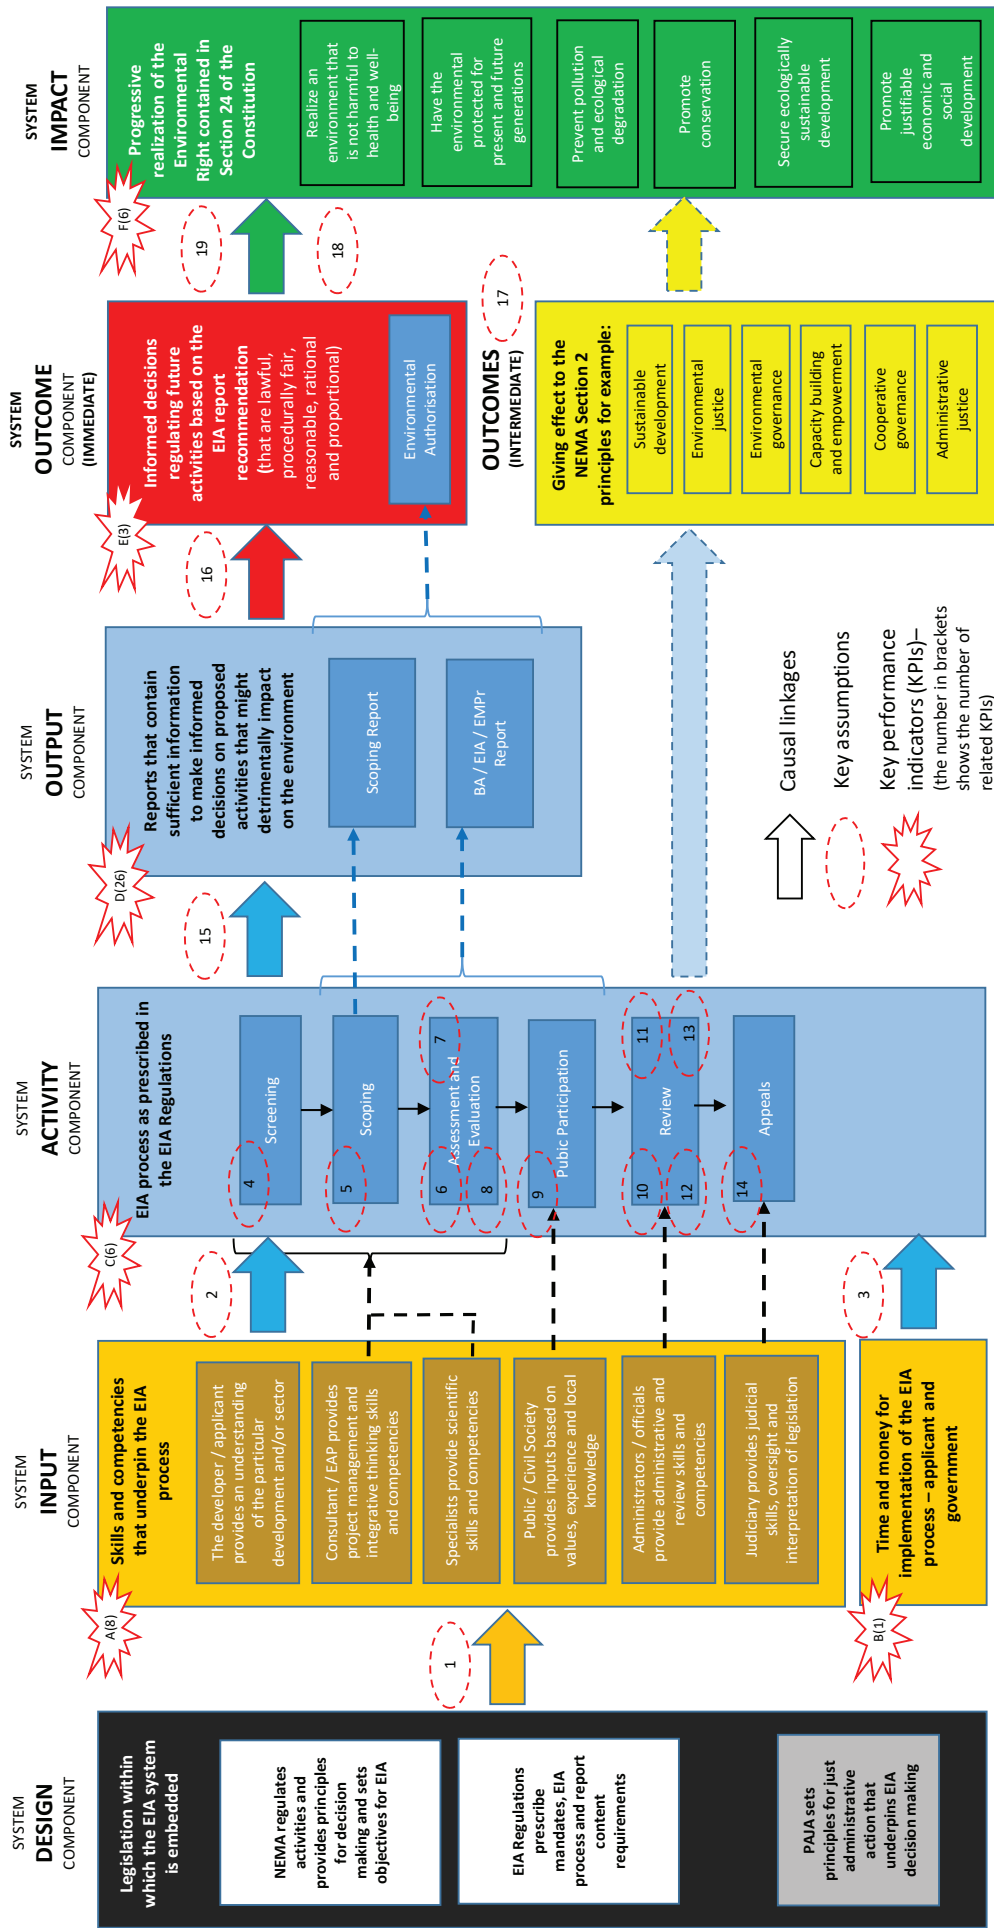 SYSTEM
DESIGN
COMPONENT
Legislation within
which the EIA system
is embedded
NEMA regulates
activities and
provides principles
for decision
making and sets
objectives for EIA
EIA Regulations
prescribe
mandates, EIA
process and report
content
requirements
PAJA sets
principles for just
administrative
action that
underpins EIA
decision making
1
SYSTEM
INPUT
COMPONENT
A(8)
Skills and competencies
that underpin the EIA
process
The developer / applicant
provides an understanding
of the particular
development and/or sector
Consultant / EAP provides
project management and
integrative thinking skills
and competencies
Specialists provide scientific
skills and competencies
Public / Civil Society
provides inputs based on
values, experience and local
knowledge
Administrators / officials
provide administrative and
review skills and
competencies
Judiciary provides judicial
skills, oversight and
interpretation of legislation
B(1)
Time and money for
implementation of the EIA
process – applicant and
government
2
3
SYSTEM
ACTIVITY
COMPONENT
C(6)
EIA process as prescribed in
the EIA Regulations
4
Screening
5
Scoping
6
7
8
Assessment and
Evaluation
9
Pubic Participation
10
11
12
13
Review
14
Appeals
15
SYSTEM
OUTPUT
COMPONENT
D(26)
Reports that contain
sufficient information
to make informed
decisions on proposed
activities that might
detrimentally impact
on the environment
Scoping Report
BA / EIA / EMPr
Report
16
SYSTEM
OUTCOME
COMPONENT
(IMMEDIATE)
E(3)
Informed decisions
regulating future
activities based on the
EIA report
recommendation
(that are lawful,
procedurally fair,
reasonable, rational
and proportional)
Environmental
Authorisation
OUTCOMES
(INTERMEDIATE)
17
Giving effect to the
NEMA Section 2
principles for example:
Sustainable
development
Environmental
justice
Environmental
governance
Capacity building
and empowerment
Cooperative
governance
Administrative
justice
18
19
SYSTEM
IMPACT
COMPONENT
F(6)
Progressive
realization of the
Environmental
Right contained in
Section 24 of the
Constitution
Realize an
environment that
is not harmful to
health and well-
being
Have the
environmental
protected for
present and future
generations
Prevent pollution
and ecological
degradation
Promote
conservation
Secure ecologically
sustainable
development
Promote
justifiable
economic and
social
development
Causal linkages
Key assumptions
Key performance
indicators (KPIs)–
(the number in brackets
shows the number of
related KPIs)